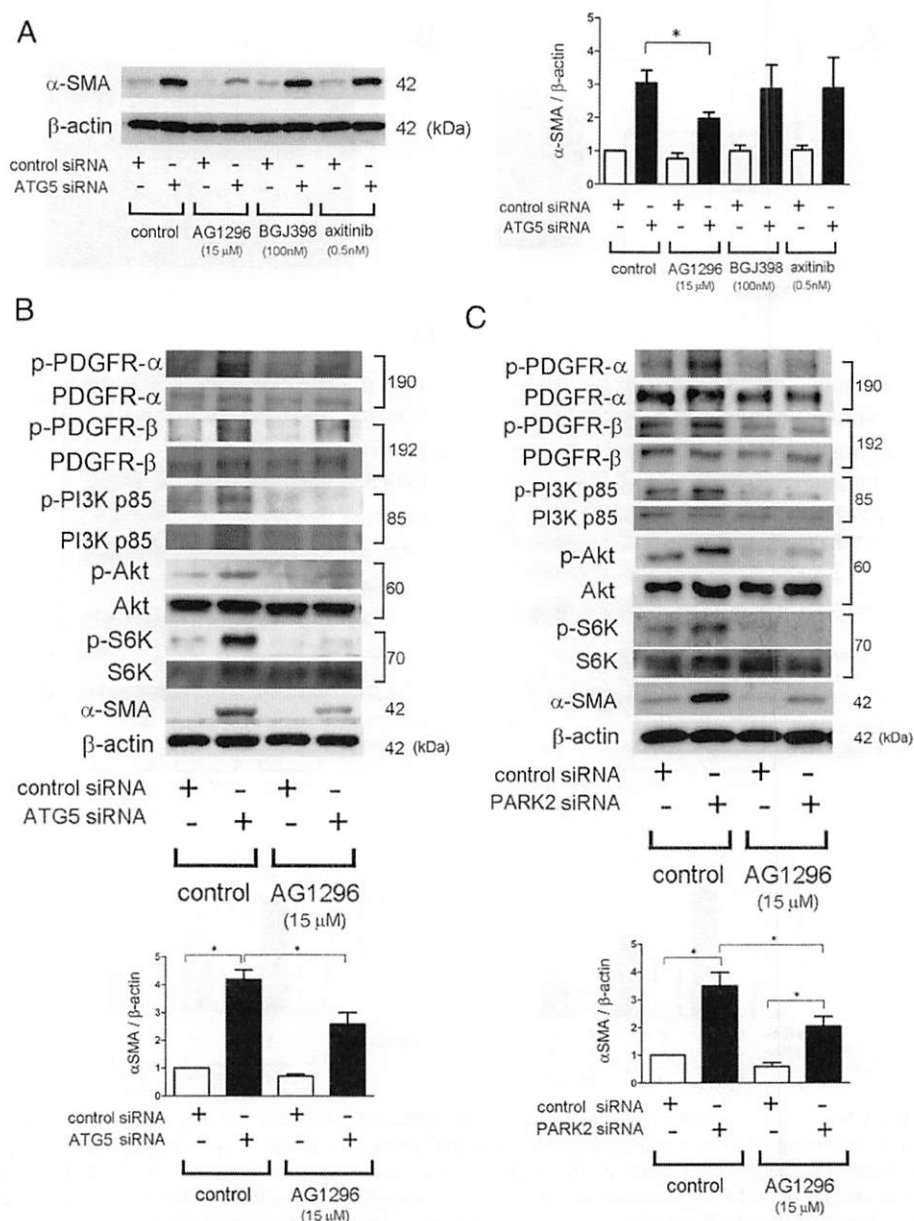 A
α-SMA 42
β-actin 42 (kDa)
control siRNA + - + - + - + -
ATG5 siRNA - + - + - + - +
control AG1296 BGJ398 axitinib
(15 μM) (100nM) (0.5nM)
*
5
4
3
2
1
0
α-SMA / β-actin
control siRNA + - + - + - + -
ATG5 siRNA - + - + - + - +
control AG1296 BGJ398 axitinib
(15 μM) (100nM) (0.5nM)
B
p-PDGFR-α
190
PDGFR-α
p-PDGFR-β
192
PDGFR-β
p-PI3K p85
85
PI3K p85
p-Akt
60
Akt
p-S6K
70
S6K
α-SMA 42
β-actin 42 (kDa)
control siRNA + - + -
ATG5 siRNA - + - +
control AG1296
(15 μM)
* *
5
4
3
2
1
0
αSMA / β-actin
control siRNA + - + -
ATG5 siRNA - + - +
control AG1296
(15 μM)
C
p-PDGFR-α
190
PDGFR-α
p-PDGFR-β
192
PDGFR-β
p-PI3K p85
85
PI3K p85
p-Akt
60
Akt
p-S6K
70
S6K
α-SMA 42
β-actin 42 (kDa)
control siRNA + - + -
PARK2 siRNA - + - +
control AG1296
(15 μM)
* * *
5
4
3
2
1
0
αSMA / β-actin
control siRNA + - + -
PARK2 siRNA - + - +
control AG1296
(15 μM)